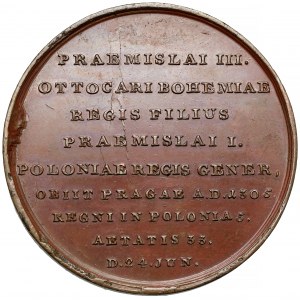 PRAEMISLAI III.
OTTOCARI BOHEMIAE
REGIS FILIUS
PRAEMISLAI I.
POLONIAE REGIS GENER,
OBIIT PRAGAE A.D.1305.
REGNI IN POLONIA 5.
AETATIS 35.
D.24.JUN.